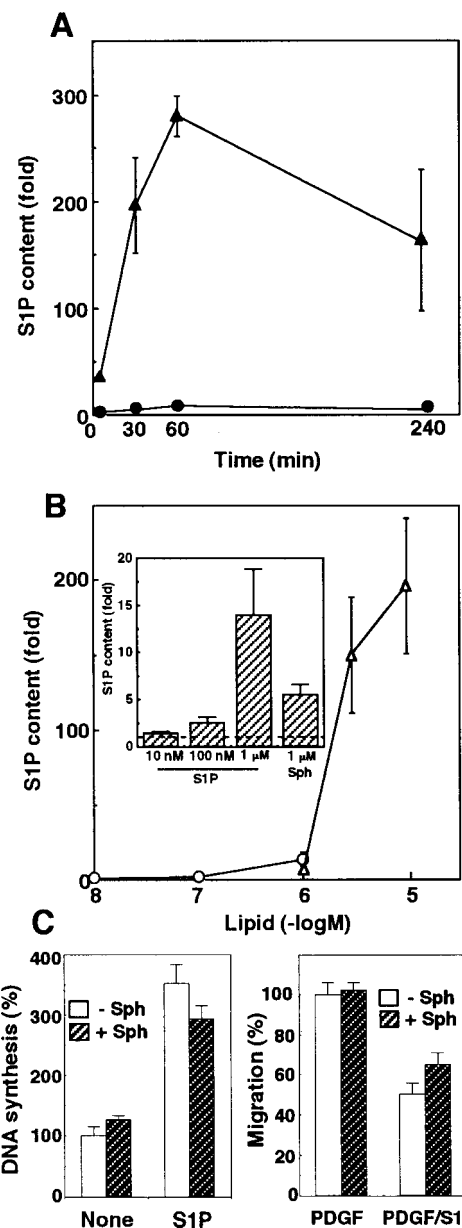 A
S1P content (fold)
300
200
100
0
0 30 60 240
Time (min)
B
S1P content (fold)
200
100
0
S1P content (fold)
20
15
10
5
0
10 nM 100 nM 1 μM 1 μM
S1P Sph
8 7 6 5
Lipid (-logM)
C
DNA synthesis (%)
400
300
200
100
0
- Sph
+ Sph
None S1P
Migration (%)
100
80
60
40
20
0
- Sph
+ Sph
PDGF PDGF/S1